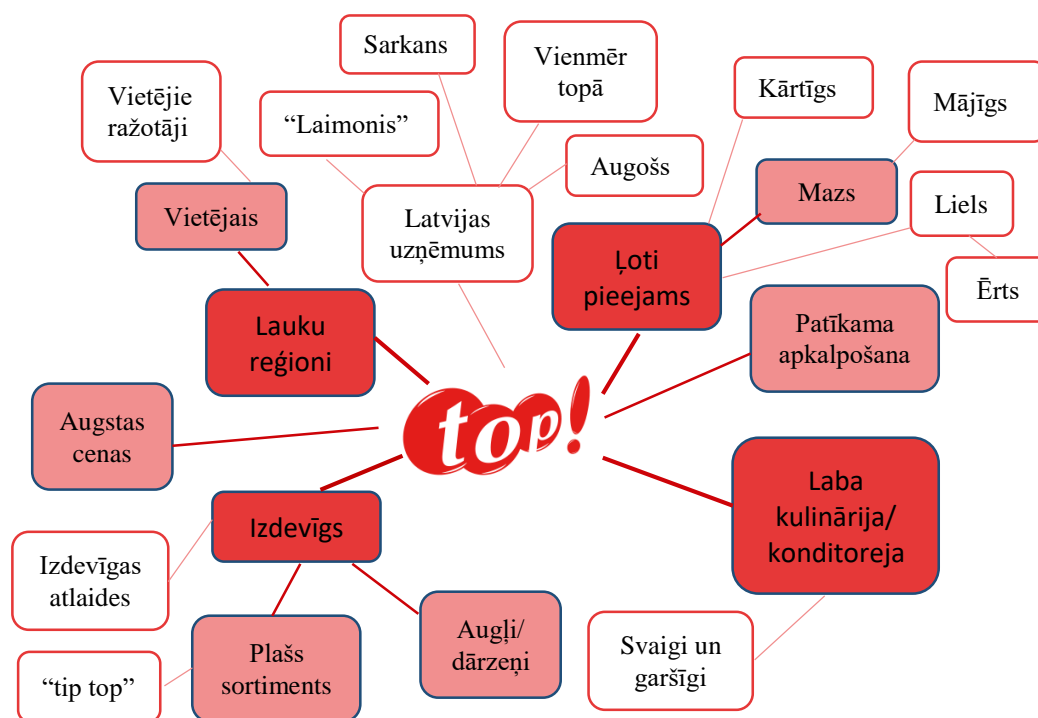 Sarkans
Vienmēr
topā
Kārtīgs
Mājīgs
Vietējie
ražotāji
“Laimonis”
Augošs
Mazs
Vietējais
Latvijas
uzņēmums
Liels
Ļoti
pieejams
Ērts
Lauku
reģioni
Patīkama
apkalpošana
Augstas
cenas
top!
Laba
kulinārija/
konditoreja
Izdevīgs
Izdevīgas
atlaides
Augļi/
dārzeņi
Svaigi un
garšīgi
Plašs
sortiments
“tip top”